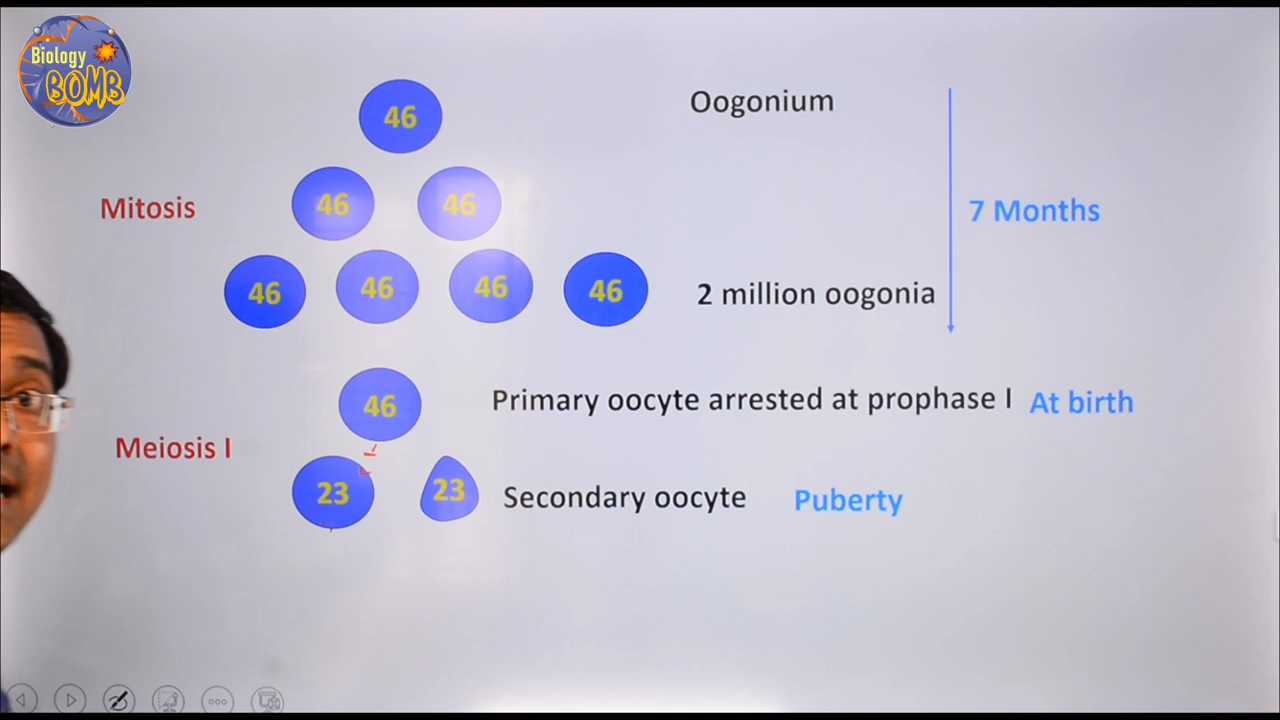 Biology
BOMB
46
Oogonium
Mitosis
46 46
7 Months
46 46 46 46
2 million oogonia
46
Primary oocyte arrested at prophase I
At birth
Meiosis I
23 23
Secondary oocyte
Puberty